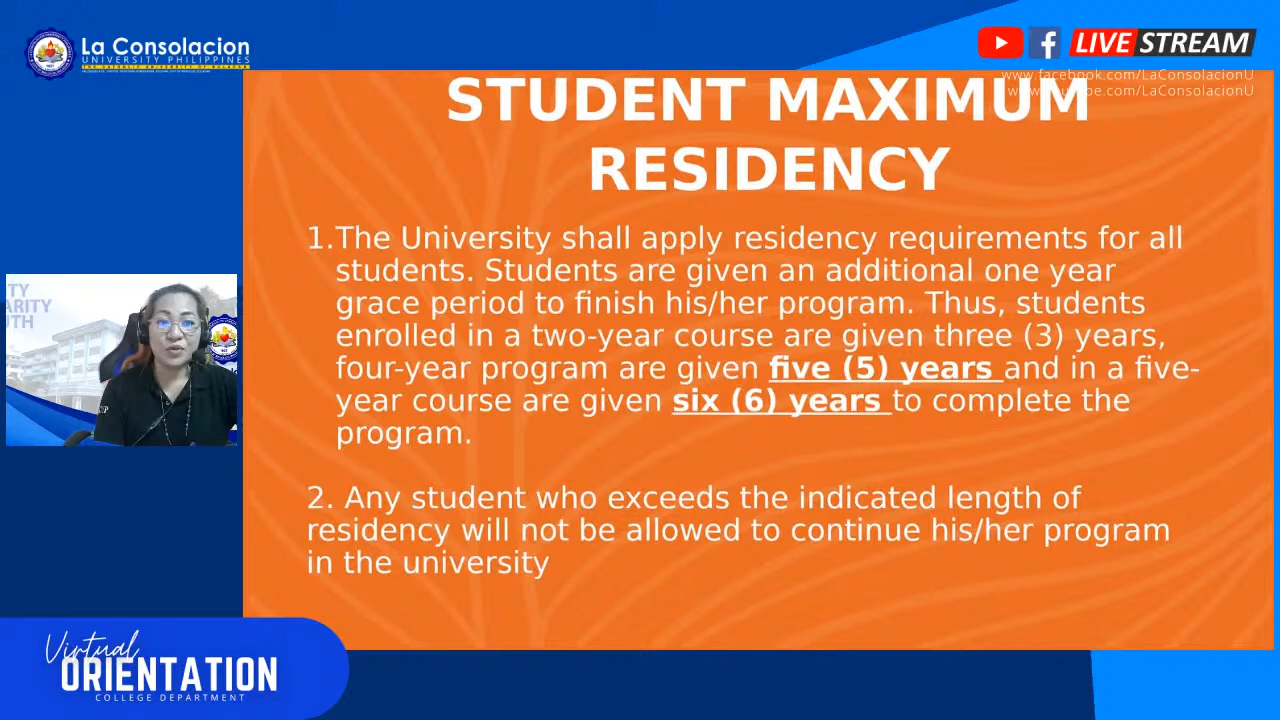 La Consolacion
UNIVERSITY PHILIPPINES
LIVE STREAM
www.facebook.com/LaConsolacionU
STUDENT MAXIMUM
RESIDENCY
1.The University shall apply residency requirements for all
students. Students are given an additional one year
grace period to finish his/her program. Thus, students
enrolled in a two-year course are given three (3) years,
four-year program are given five (5) years and in a five-
year course are given six (6) years to complete the
program.
2. Any student who exceeds the indicated length of
residency will not be allowed to continue his/her program
in the university
TY
ARITY
UTH
Virtual
ORIENTATION
COLLEGE DEPARTMENT